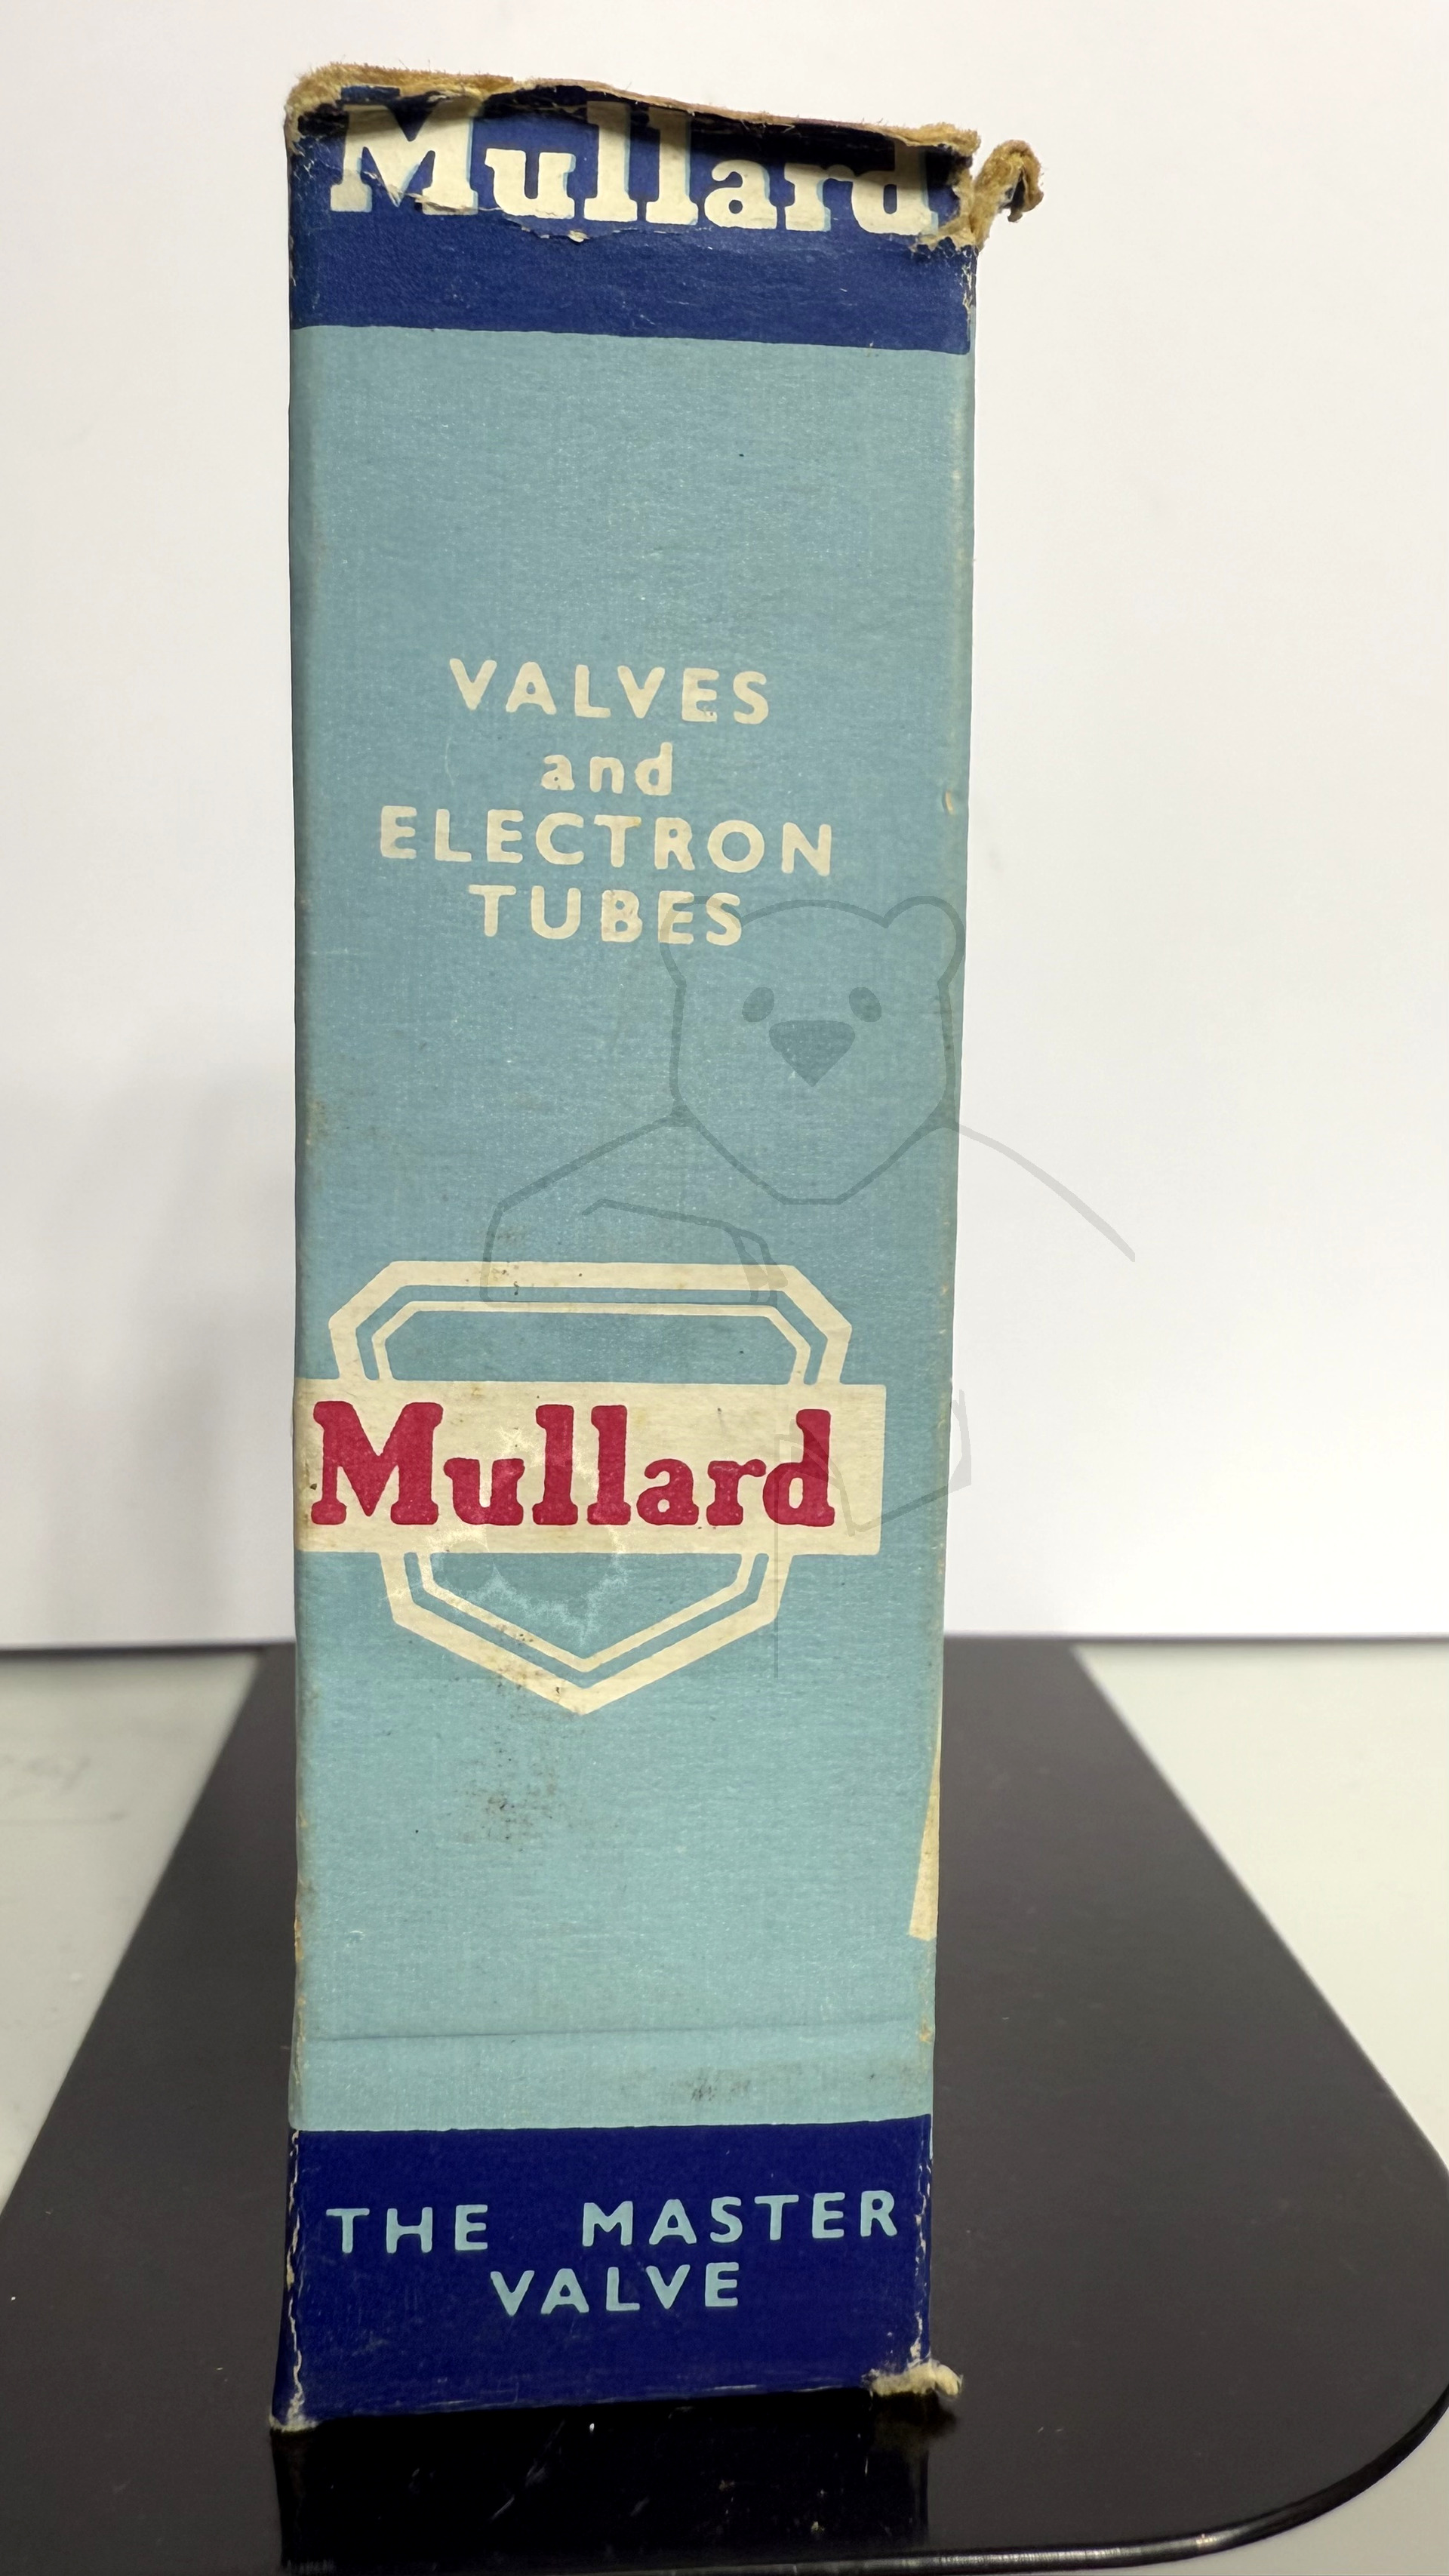 Mullard
VALVES
and
ELECTRON
TUBES
Mullard
THE MASTER
VALVE